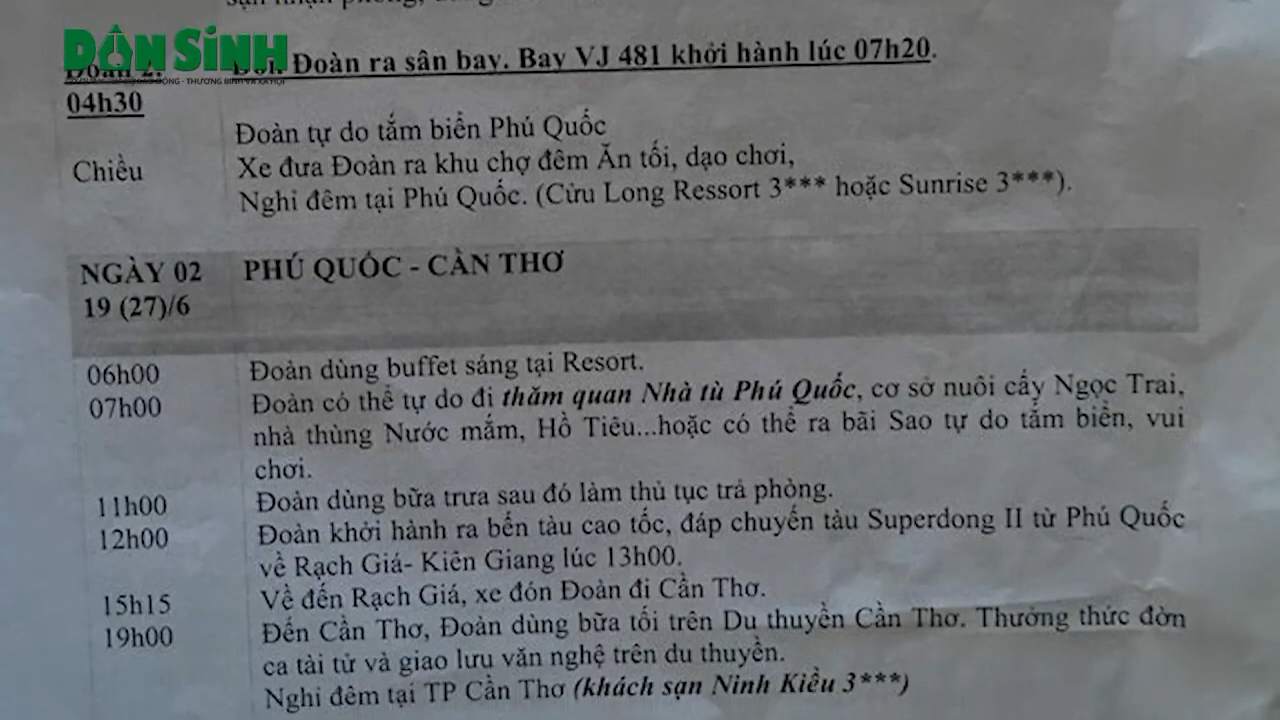 DÂN SINH
Đoàn ra sân bay. Bay VJ 481 khởi hành lúc 07h20.
04h30
Đoàn tự do tắm biển Phú Quốc
Chiều Xe đưa Đoàn ra khu chợ đêm Ăn tối, dạo chơi,
Nghỉ đêm tại Phú Quốc. (Cửu Long Ressort 3*** hoặc Sunrise 3***).
NGÀY 02 PHÚ QUỐC - CẦN THƠ
19 (27)/6
06h00 Đoàn dùng buffet sáng tại Resort.
07h00 Đoàn có thể tự do đi thăm quan Nhà tù Phú Quốc, cơ sở nuôi cấy Ngọc Trai,
nhà thùng Nước mắm, Hồ Tiêu...hoặc có thể ra bãi Sao tự do tắm biển, vui
chơi.
11h00 Đoàn dùng bữa trưa sau đó làm thủ tục trả phòng.
12h00 Đoàn khởi hành ra bến tàu cao tốc, đáp chuyến tàu Superdong II từ Phú Quốc
về Rạch Giá- Kiên Giang lúc 13h00.
15h15 Về đến Rạch Giá, xe đón Đoàn đi Cần Thơ.
19h00 Đến Cần Thơ, Đoàn dùng bữa tối trên Du thuyền Cần Thơ. Thưởng thức đờn
ca tài tử và giao lưu văn nghệ trên du thuyền.
Nghỉ đêm tại TP Cần Thơ (khách sạn Ninh Kiều 3***)